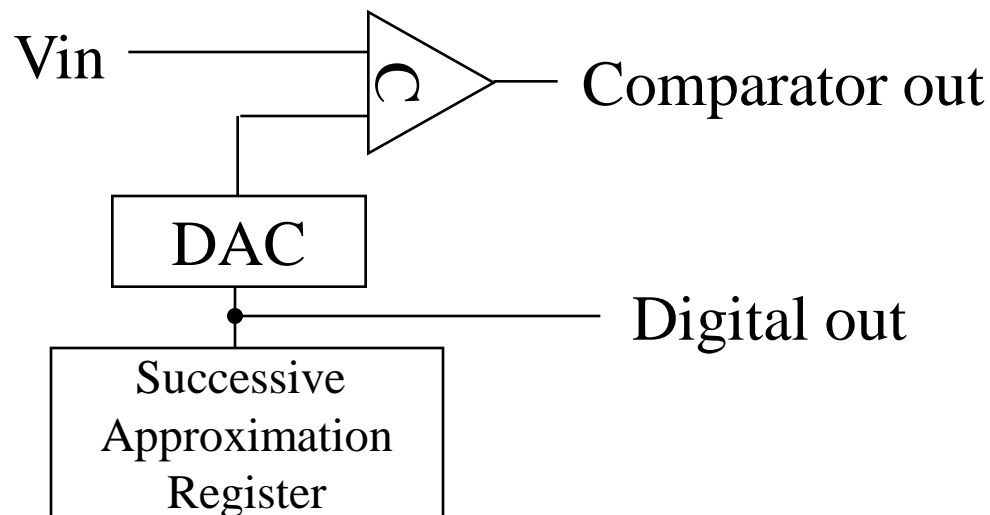 Vin
C
Comparator out
DAC
Digital out
Successive
Approximation
Register